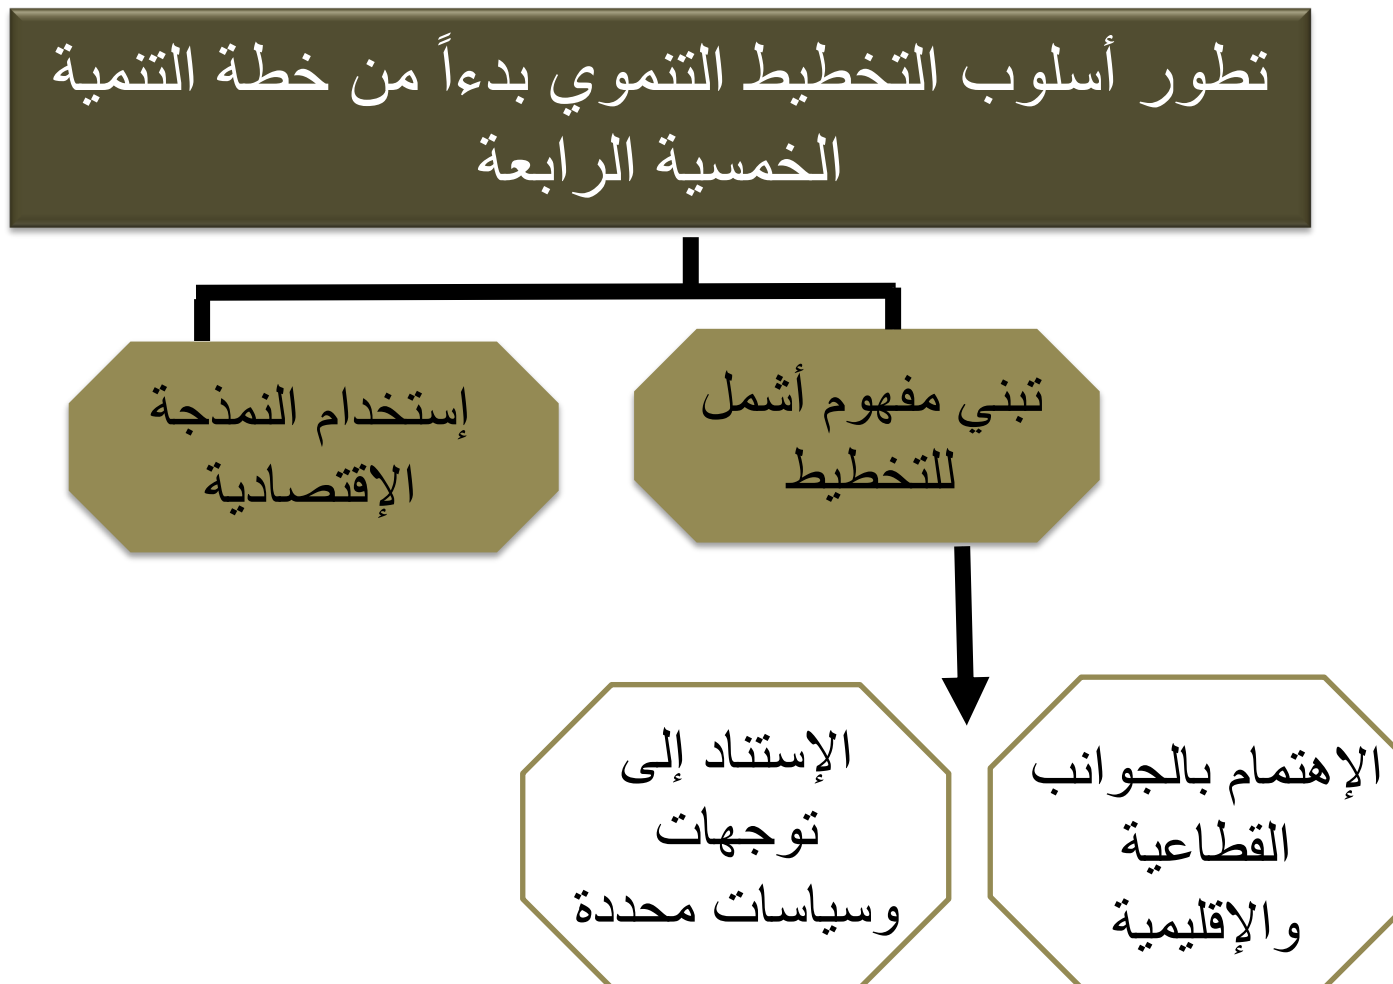 تطور أسلوب التخطيط التنموي بدءاً من خطة التنمية
الخمسية الرابعة
تبني مفهوم أشمل
للتخطيط
إستخدام النمذجة
الإقتصادية
الإهتمام بالجوانب
القطاعية
والإقليمية
الإستناد إلى
توجهات
وسياسات محددة